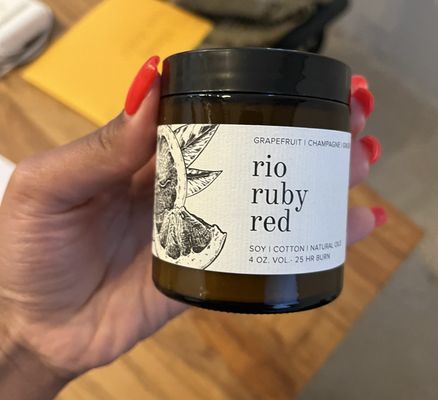 GRAPEFRUIT | CHAMPAGNE |
rio
ruby
red
SOY | COTTON | NATURAL OILS
4 OZ. VOL - 25 HR BURN